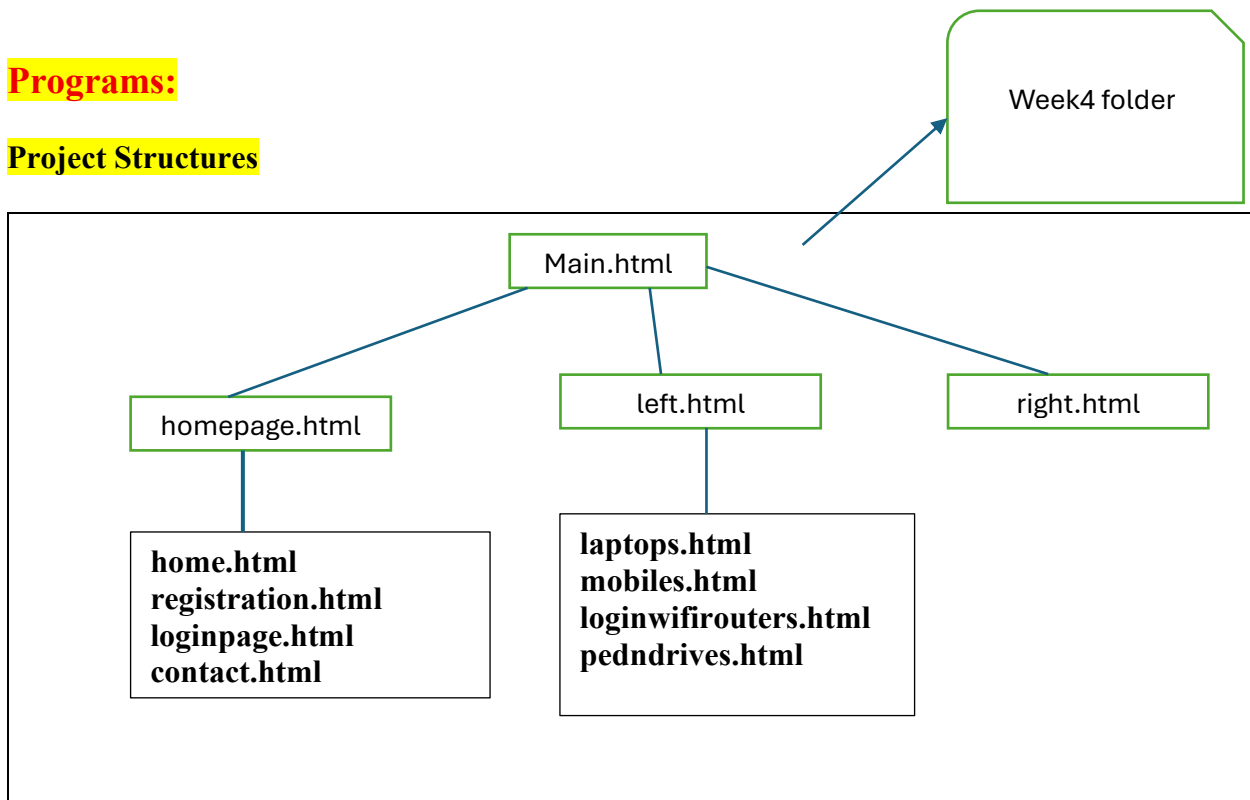 Programs:
Week4 folder
Project Structures
Main.html
homepage.html
left.html
right.html
home.html
registration.html
loginpage.html
contact.html
laptops.html
mobiles.html
loginwifirouters.html
pedndrives.html